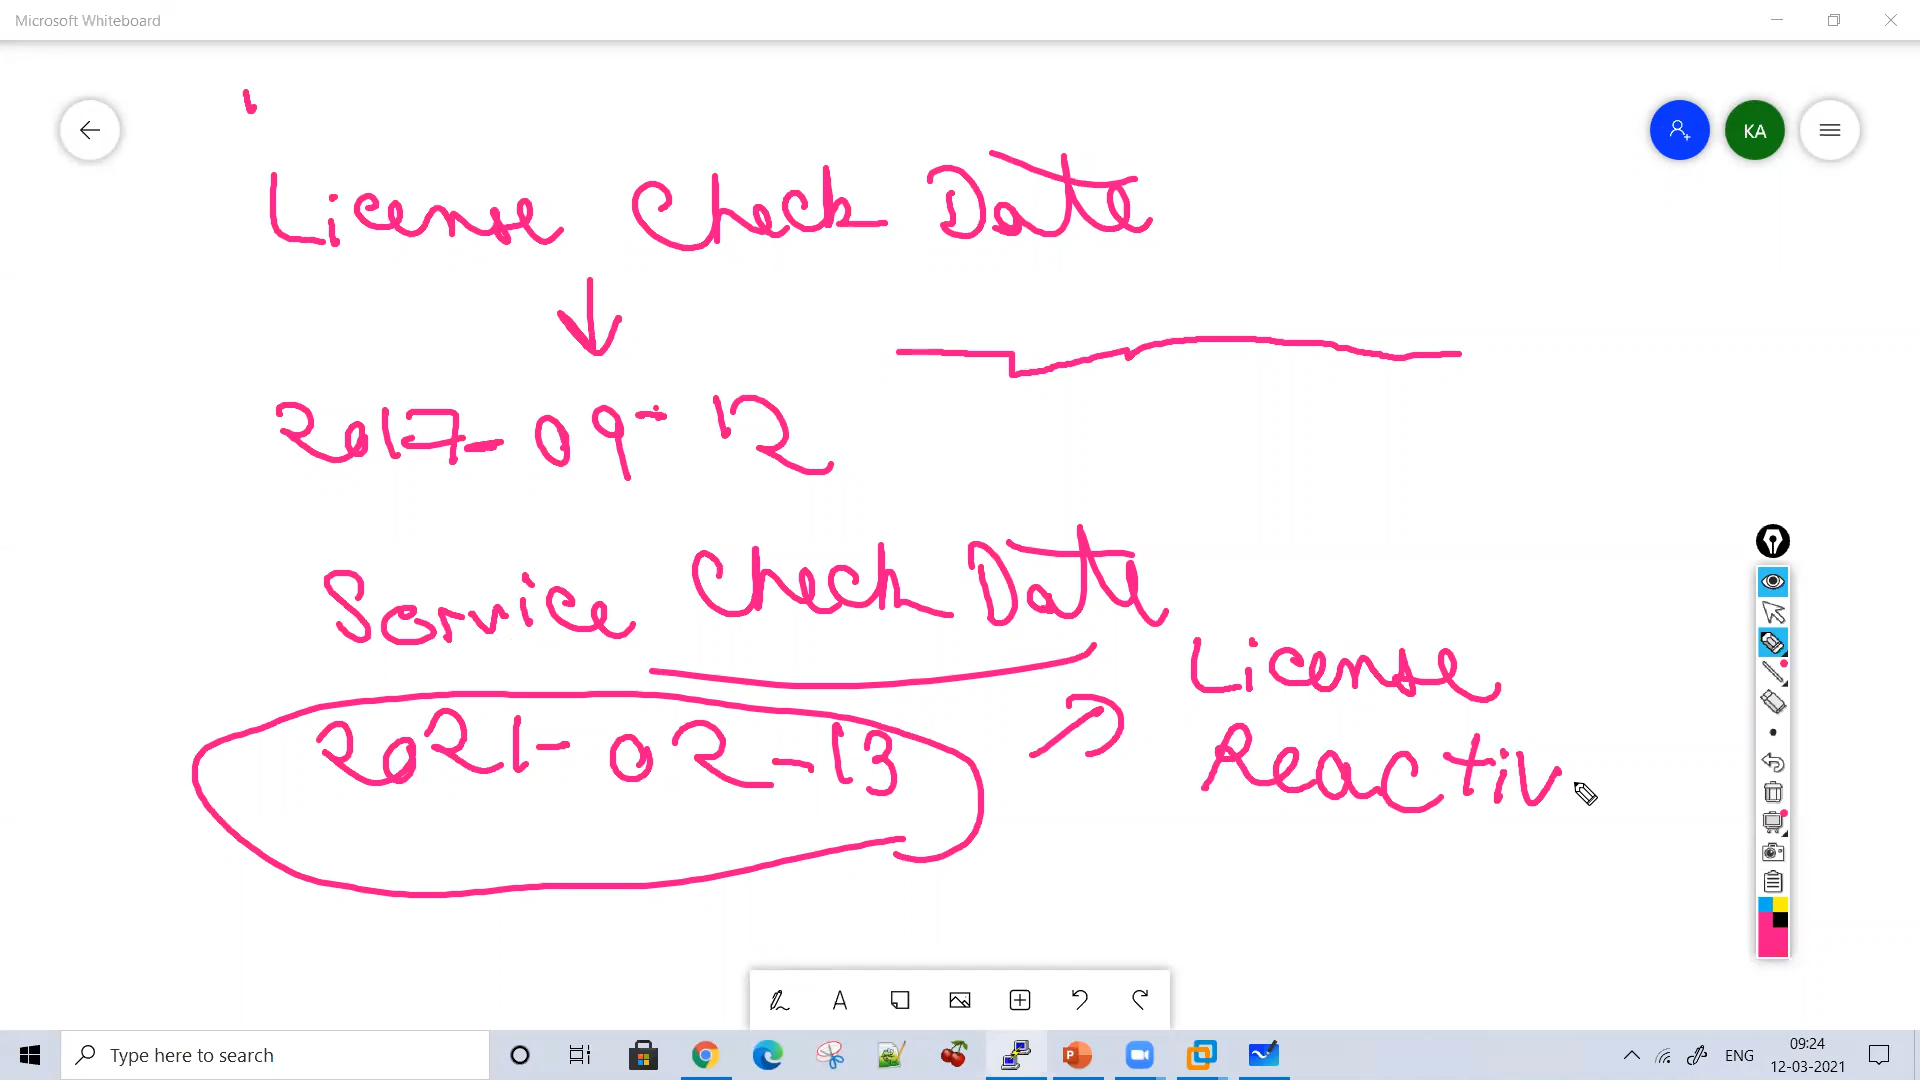 Microsoft Whiteboard
KA
License Check Date
2017-09-12
Service Check Date
License
2021-02-13
Reactiv
A
Type here to search
ENG
09:24
12-03-2021